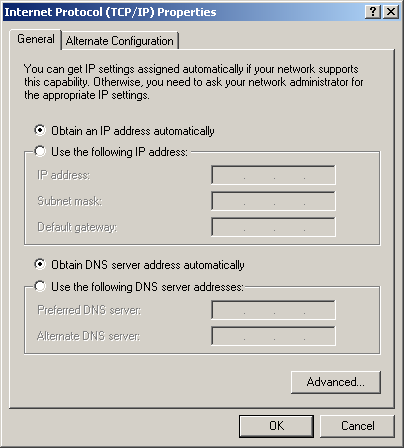 Internet Protocol (TCP/IP) Properties
General Alternate Configuration
You can get IP settings assigned automatically if your network supports
this capability. Otherwise, you need to ask your network administrator for
the appropriate IP settings.
Obtain an IP address automatically
Use the following IP address:
IP address:
Subnet mask:
Default gateway:
Obtain DNS server address automatically
Use the following DNS server addresses:
Preferred DNS server:
Alternate DNS server:
Advanced...
OK Cancel